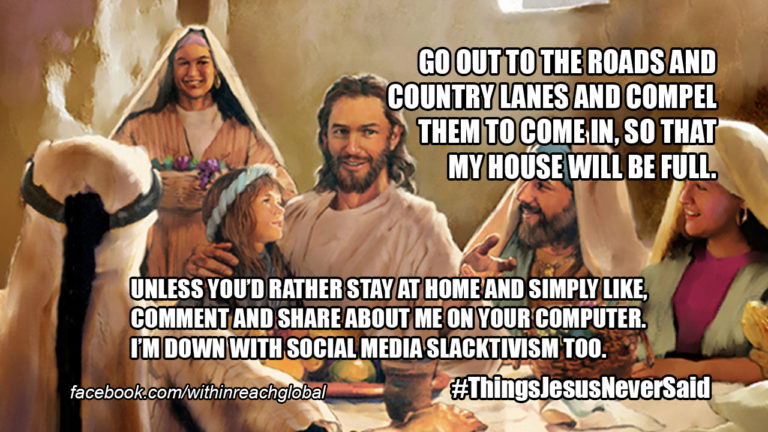 GO OUT TO THE ROADS AND
COUNTRY LANES AND COMPEL
THEM TO COME IN, SO THAT
MY HOUSE WILL BE FULL.
UNLESS YOU'D RATHER STAY AT HOME AND SIMPLY LIKE,
COMMENT AND SHARE ABOUT ME ON YOUR COMPUTER.
I'M DOWN WITH SOCIAL MEDIA SLACKTIVISM TOO.
facebook.com/withinreachglobal
#ThingsJesusNeverSaid